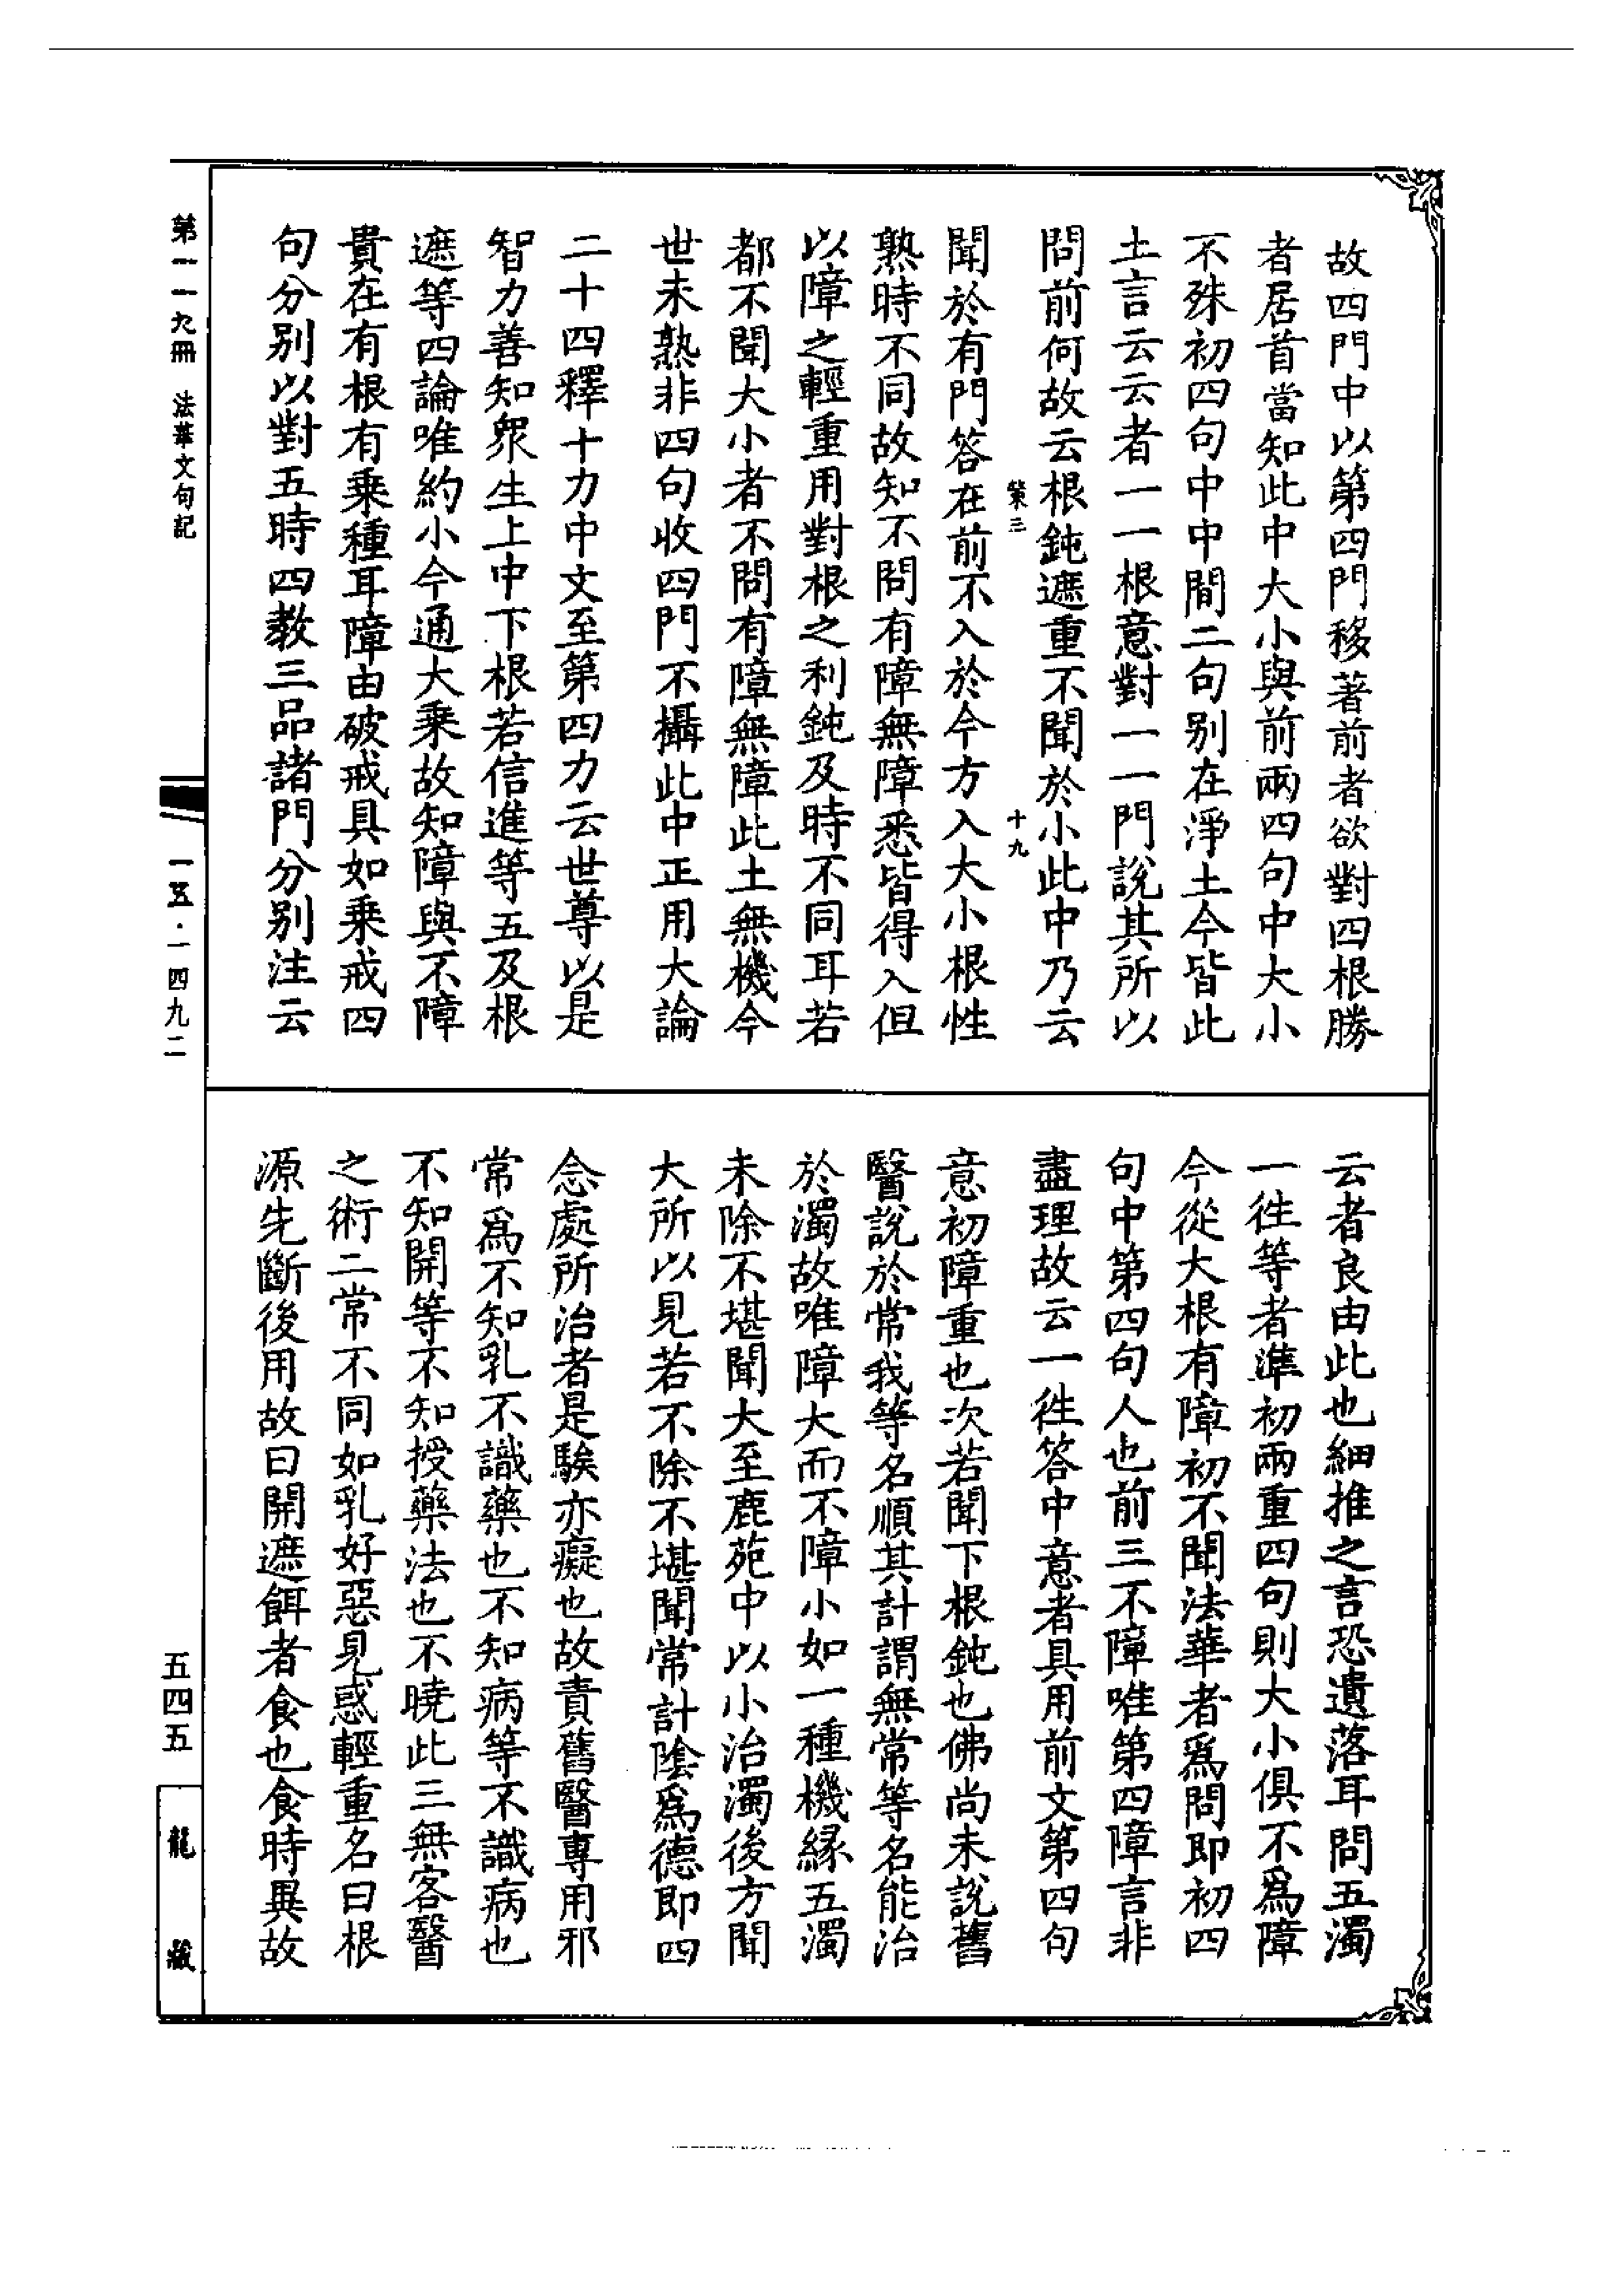 故四門中以第四門移著前者欲對四根勝
者居首當知此中大小與前兩四句中大小
不殊初四句中中間二句別在淨土今皆此
土言云云者一一根意對一一門說其所以
問前何故云根鈍遮重不聞於小此中乃云
策三 十九
聞於有門答在前不入於今方入大小根性
熟時不同故知不問有障無障悉皆得入但
以障之輕重用對根之利鈍及時不同耳若
都不聞大小者不問有障無障此土無機今
世未熟非四句收四門不攝此中正用大論
二十四釋十力中文至第四力云世尊以是
智力善知衆生上中下根若信進等五及根
遮等四論唯約小今通大乘故知障與不障
貴在有根有乘種耳障由破戒具如乘戒四
句分別以對五時四教三品諸門分別注云
云者良由此也細推之言恐遺落耳問五濁
一往等者準初兩重四句則大小俱不爲障
今從大根有障初不聞法華者爲問即初四
句中第四句人也前三不障唯第四障言非
盡理故云一往答中意者具用前文第四句
意初障重也次若聞下根鈍也佛尚未說舊
醫說於常我等名順其計謂無常等名能治
於濁故唯障大而不障小如一種機緣五濁
未除不堪聞大至鹿苑中以小治濁後方聞
大所以見若不除不堪聞常計陰爲德即四
念處所治者是騃亦癡也故責舊醫專用邪
常爲不知乳不識藥也不知病等不識病也
不知開等不知授藥法也不曉此三無客醫
之術二常不同如乳好惡見惑輕重名曰根
源先斷後用故曰開遮餌者食也食時異故
第一一九冊 法華文句記
一五·一四九二
五四五
龍藏